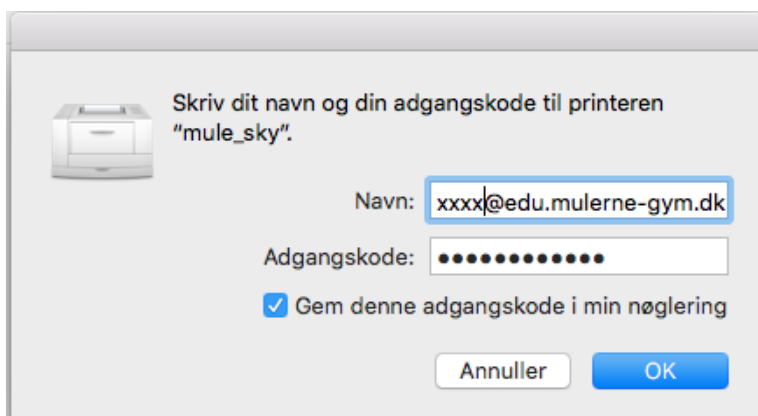 Skriv dit navn og din adgangskode til printeren
“mule_sky”.
Navn: xxxx@edu.mulerne-gym.dk
Adgangskode: ●●●●●●●●●●●●
Gem denne adgangskode i min nøglering
Annuller OK